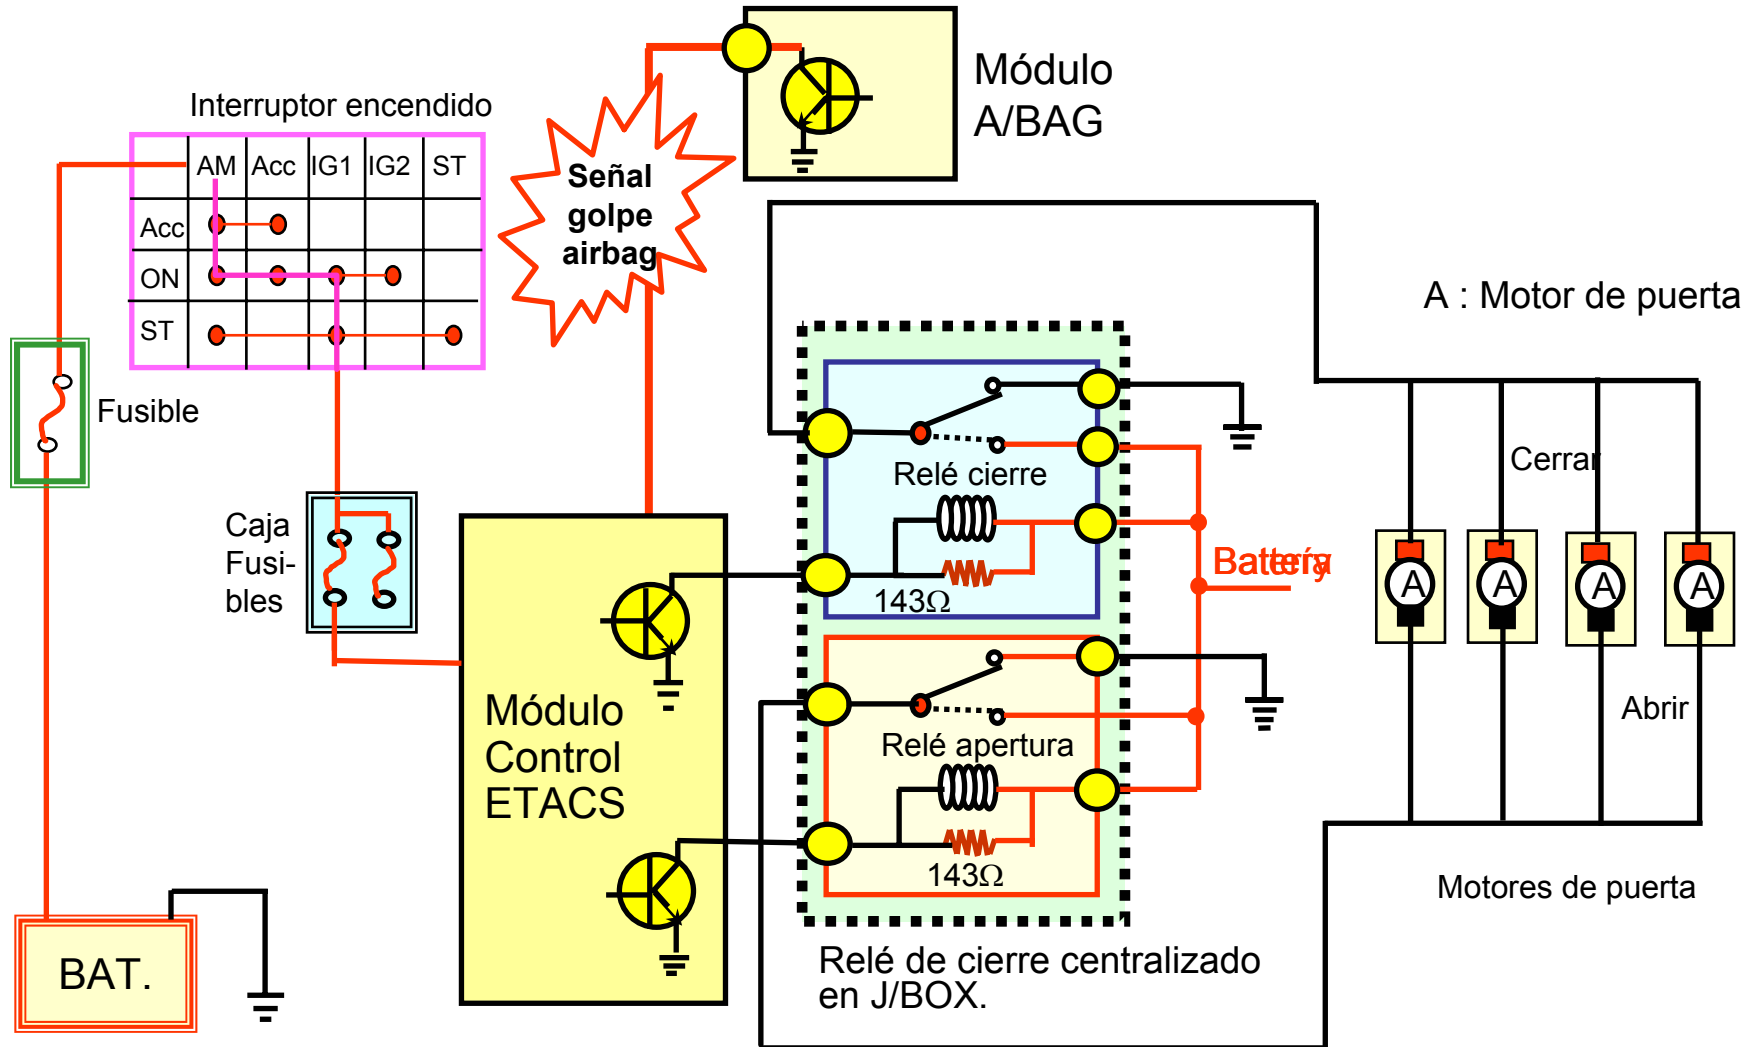 Módulo
A/BAG
Interruptor encendido
AM Acc IG1 IG2 ST
Acc
ON
ST
Señal
golpe
airbag
A : Motor de puerta
Fusible
Cerrar
Relé cierre
Caja
Fusi-
bles
143Ω
A A A A
Módulo
Control
ETACS
Abrir
Relé apertura
143Ω
Motores de puerta
BAT.
Relé de cierre centralizado
en J/BOX.